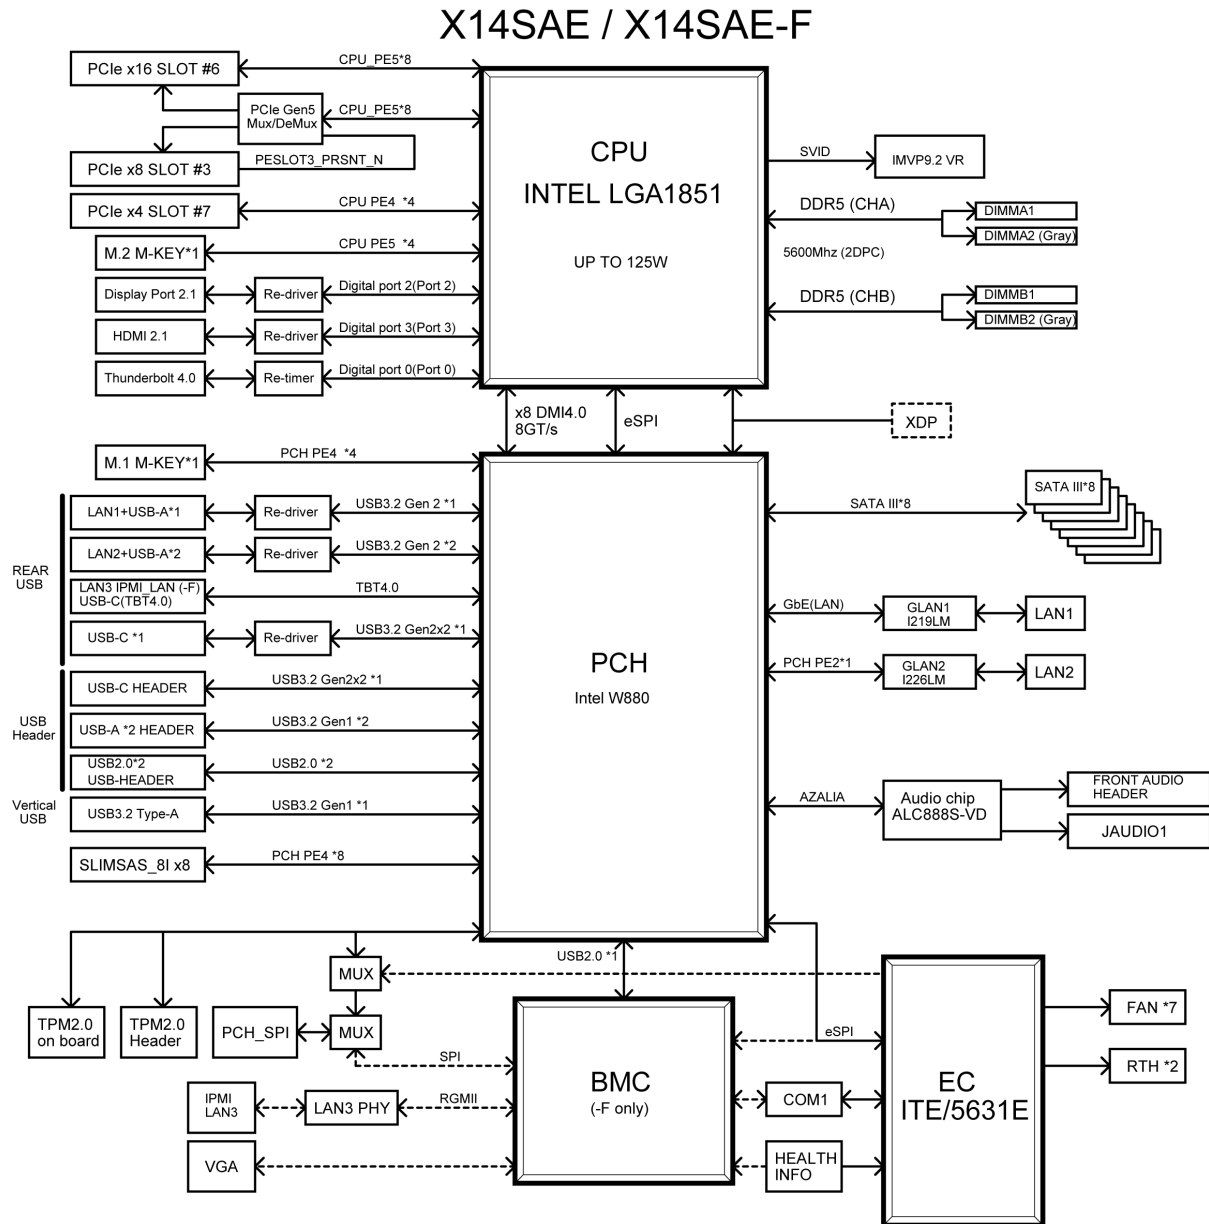 X14SAE / X14SAE-F
PCIe x16 SLOT #6
CPU_PE5*8
PCIe Gen5
Mux/DeMux
CPU_PE5*8
PCIe x8 SLOT #3
PESLOT3_PRSNT_N
PCIe x4 SLOT #7
CPU PE4 *4
M.2 M-KEY*1
CPU PE5 *4
Display Port 2.1
Re-driver
Digital port 2(Port 2)
HDMI 2.1
Re-driver
Digital port 3(Port 3)
Thunderbolt 4.0
Re-timer
Digital port 0(Port 0)
CPU
INTEL LGA1851
UP TO 125W
SVID
IMVP9.2 VR
DDR5 (CHA)
DIMMA1
DIMMA2 (Gray)
5600Mhz (2DPC)
DDR5 (CHB)
DIMMB1
DIMMB2 (Gray)
x8 DMI4.0
8GT/s
eSPI
XDP
M.1 M-KEY*1
PCH PE4 *4
REAR
USB
LAN1+USB-A*1
Re-driver
USB3.2 Gen 2 *1
LAN2+USB-A*2
Re-driver
USB3.2 Gen 2 *2
LAN3 IPMI_LAN (-F)
USB-C(TBT4.0)
TBT4.0
USB-C *1
Re-driver
USB3.2 Gen2x2 *1
USB
Header
USB-C HEADER
USB3.2 Gen2x2 *1
USB-A *2 HEADER
USB3.2 Gen1 *2
USB2.0*2
USB-HEADER
USB2.0 *2
Vertical
USB
USB3.2 Type-A
USB3.2 Gen1 *1
SLIMSAS_8I x8
PCH PE4 *8
PCH
Intel W880
SATA III*8
SATA III*8
GbE(LAN)
GLAN1
I219LM
LAN1
PCH PE2*1
GLAN2
I226LM
LAN2
AZALIA
Audio chip
ALC888S-VD
FRONT AUDIO
HEADER
JAUDIO1
USB2.0 *1
MUX
TPM2.0
on board
TPM2.0
Header
PCH_SPI
MUX
SPI
IPMI
LAN3
LAN3 PHY
RGMII
VGA
BMC
(-F only)
eSPI
COM1
HEALTH
INFO
EC
ITE/5631E
FAN *7
RTH *2